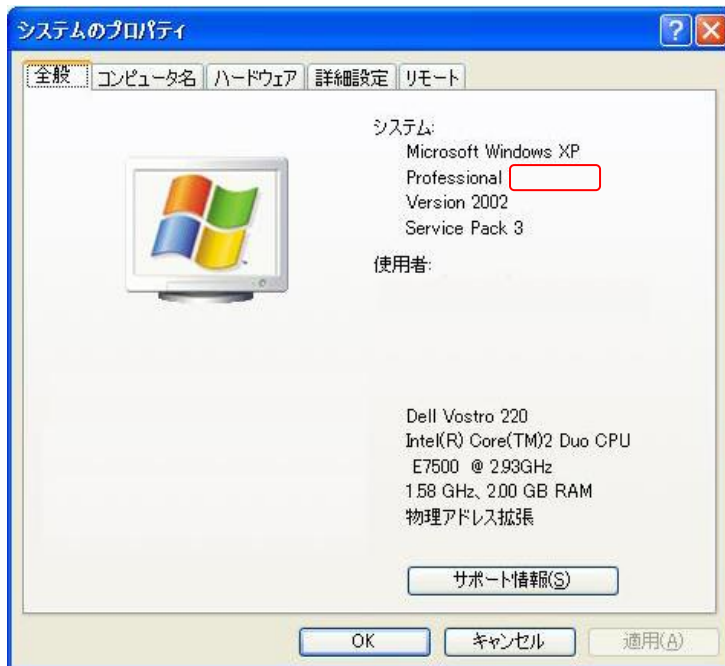 システムのプロパティ
全般 コンピュータ名 ハードウェア 詳細設定 リモート
システム:
Microsoft Windows XP
Professional
Version 2002
Service Pack 3
使用者:
Dell Vostro 220
Intel(R) Core(TM)2 Duo CPU
E7500 @ 2.93GHz
1.58 GHz、2.00 GB RAM
物理アドレス拡張
サポート情報(S)
OK キャンセル 適用(A)